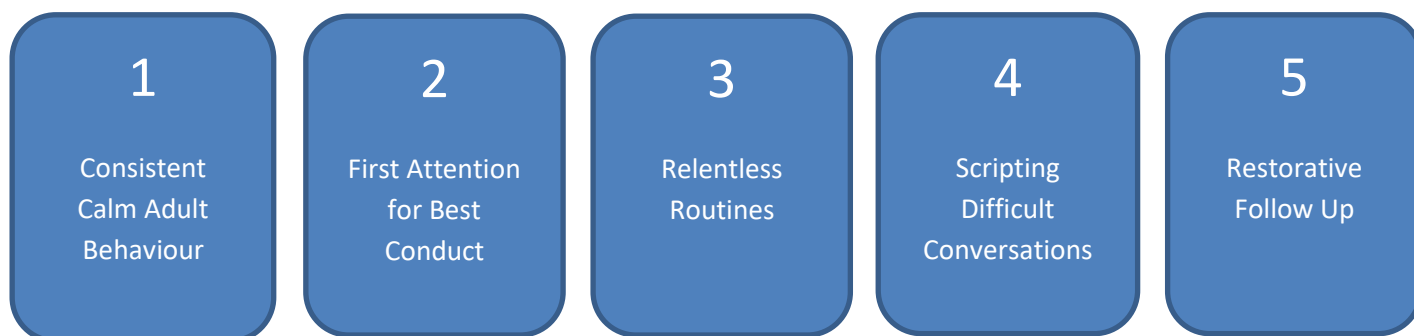 1
Consistent
Calm Adult
Behaviour
2
First Attention
for Best
Conduct
3
Relentless
Routines
4
Scripting
Difficult
Conversations
5
Restorative
Follow Up